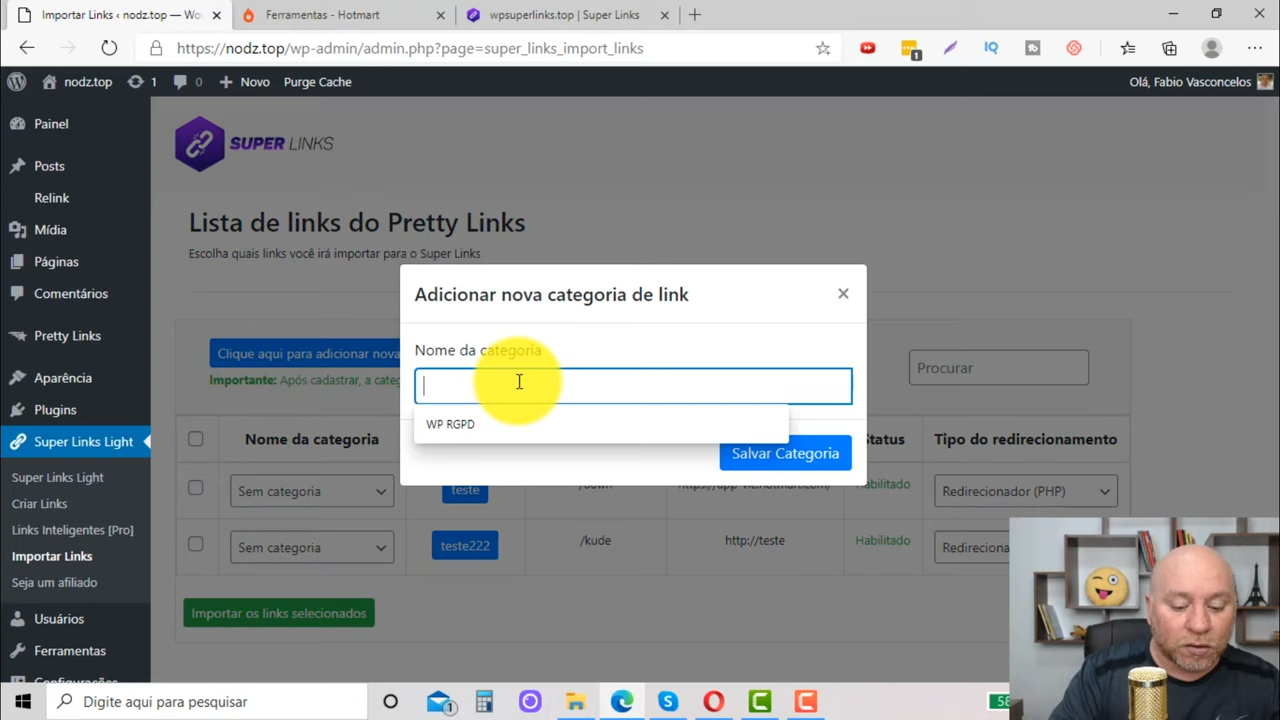 Importar Links ‹ nodz.top — Wo
Ferramentas - Hotmart
wpsuperlinks.top | Super Links
https://nodz.top/wp-admin/admin.php?page=super_links_import_links
1
nodz.top
1
0
Novo
Purge Cache
Olá, Fabio Vasconcelos
Painel
Posts
Relink
Mídia
Páginas
Comentários
Pretty Links
Aparência
Plugins
Super Links Light
Super Links Light
Criar Links
Links Inteligentes [Pro]
Importar Links
Seja um afiliado
Usuários
Ferramentas
SUPER LINKS
Lista de links do Pretty Links
Escolha quais links você irá importar para o Super Links
Clique aqui para adicionar nova
Importante: Após cadastrar, a categ
Procurar
Adicionar nova categoria de link
×
Nome da categoria
WP RGPD
Salvar Categoria
Nome da categoria
Status
Tipo do redirecionamento
Sem categoria
teste
Habilitado
Redirecionador (PHP)
Sem categoria
teste222
/kude
http://teste
Habilitado
Redireciona
Importar os links selecionados
Digite aqui para pesquisar
1
58